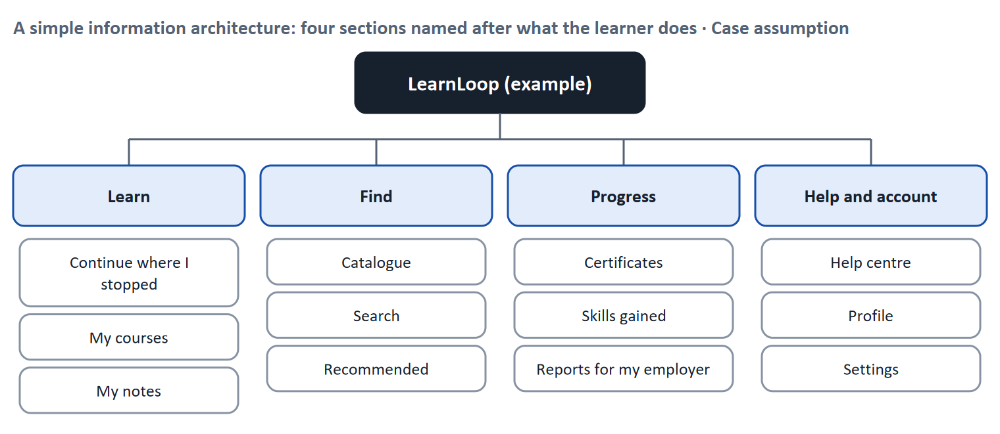 A simple information architecture: four sections named after what the learner does · Case assumption
LearnLoop (example)
Learn
Find
Progress
Help and account
Continue where I
stopped
My courses
My notes
Catalogue
Search
Recommended
Certificates
Skills gained
Reports for my employer
Help centre
Profile
Settings